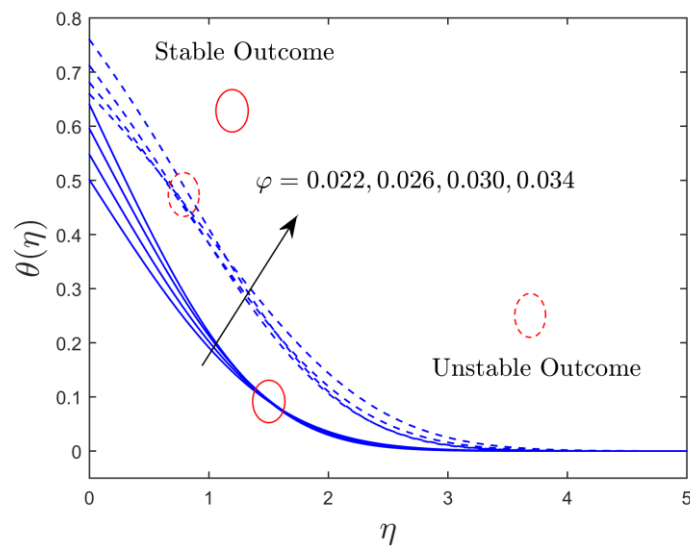 0.8
Stable Outcome
0.7
0.6
φ = 0.022, 0.026, 0.030, 0.034
0.5
0.4
θ(η)
0.3
0.2
Unstable Outcome
0.1
0
0 1 2 3 4 5
η